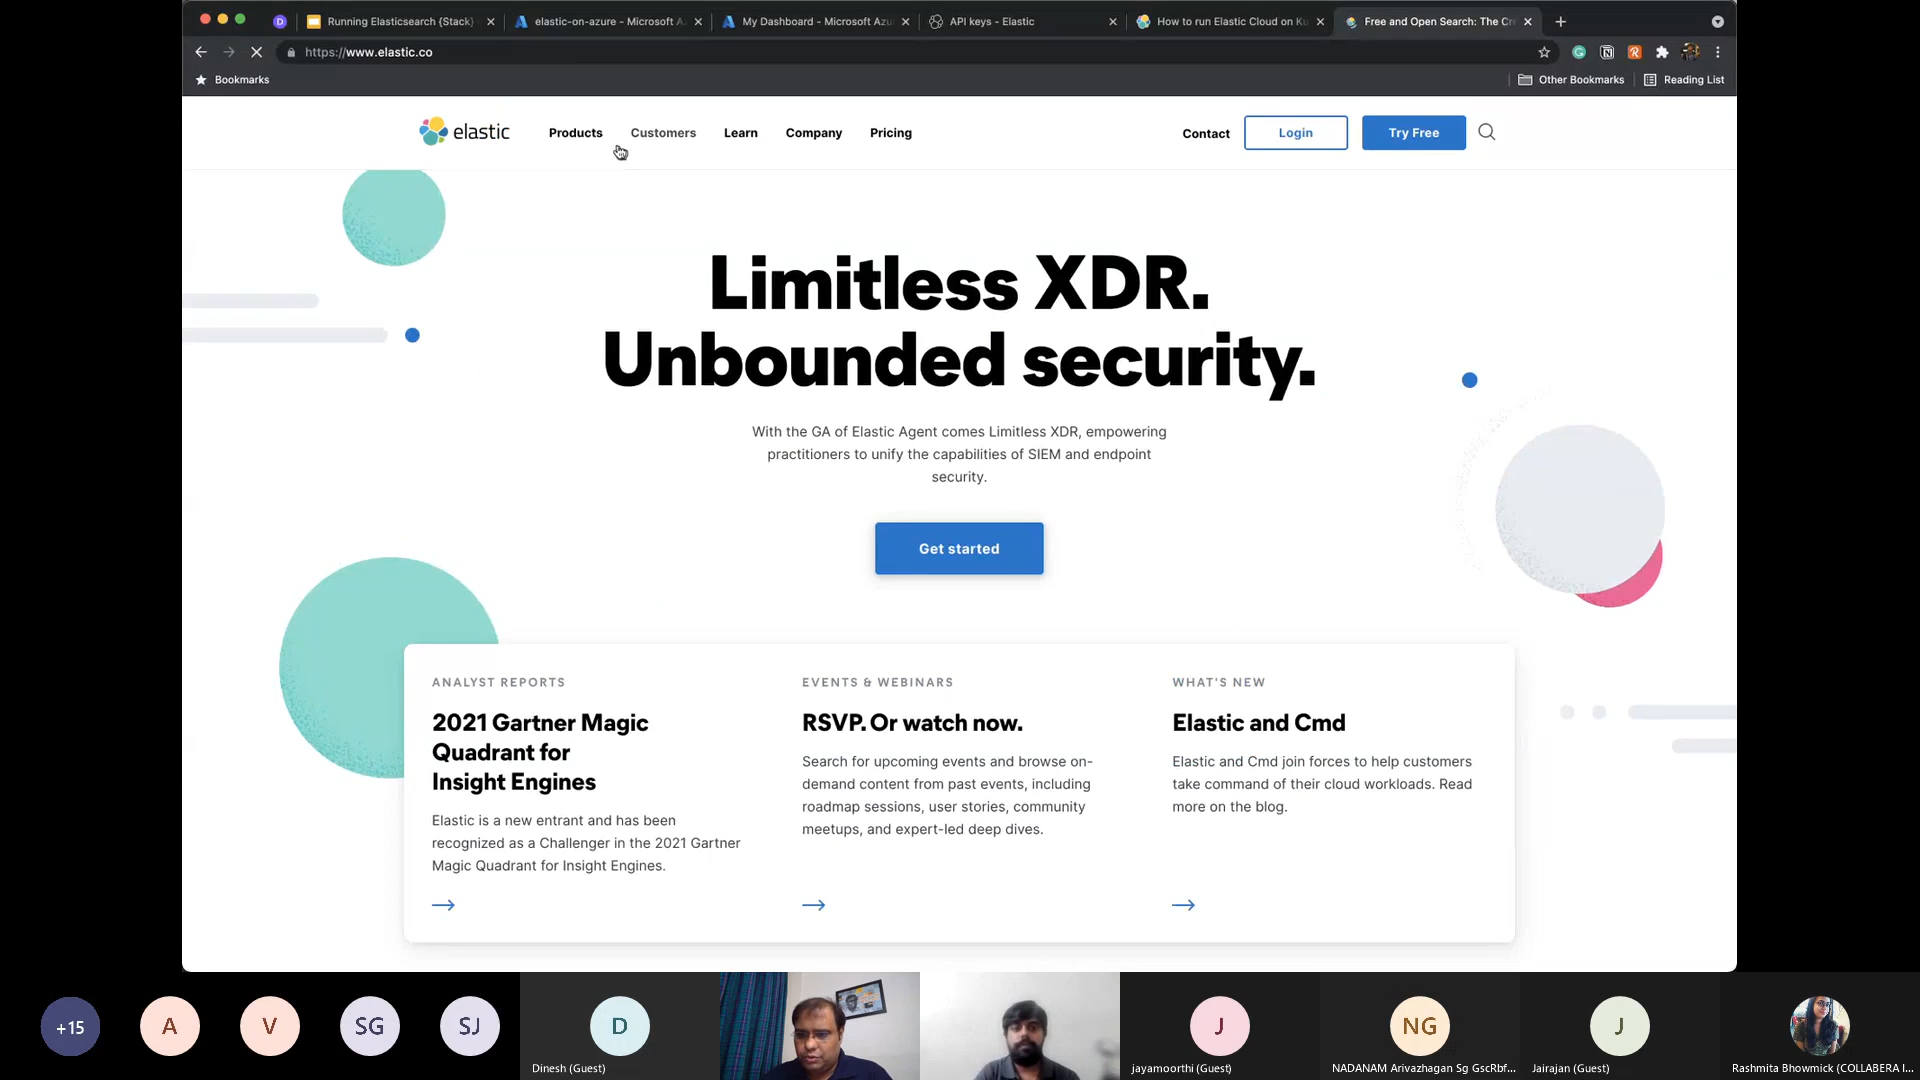 Running Elasticsearch {Stack}
elastic-on-azure - Microsoft A
My Dashboard - Microsoft Azu
API keys - Elastic
How to run Elastic Cloud on Ku
Free and Open Search: The Cr
https://www.elastic.co
Bookmarks
Other Bookmarks
Reading List
elastic
Products
Customers
Learn
Company
Pricing
Contact
Login
Try Free
Limitless XDR.
Unbounded security.
With the GA of Elastic Agent comes Limitless XDR, empowering
practitioners to unify the capabilities of SIEM and endpoint
security.
Get started
ANALYST REPORTS
2021 Gartner Magic
Quadrant for
Insight Engines
Elastic is a new entrant and has been
recognized as a Challenger in the 2021 Gartner
Magic Quadrant for Insight Engines.
EVENTS & WEBINARS
RSVP. Or watch now.
Search for upcoming events and browse on-
demand content from past events, including
roadmap sessions, user stories, community
meetups, and expert-led deep dives.
WHAT'S NEW
Elastic and Cmd
Elastic and Cmd join forces to help customers
take command of their cloud workloads. Read
more on the blog.
+15
A
V
SG
SJ
D
Dinesh (Guest)
J
jayamoorthi (Guest)
NG
NADANAM Arivazhagan Sg GscRbf...
J
Jairajan (Guest)
Rashmita Bhowmick (COLLABERA I...